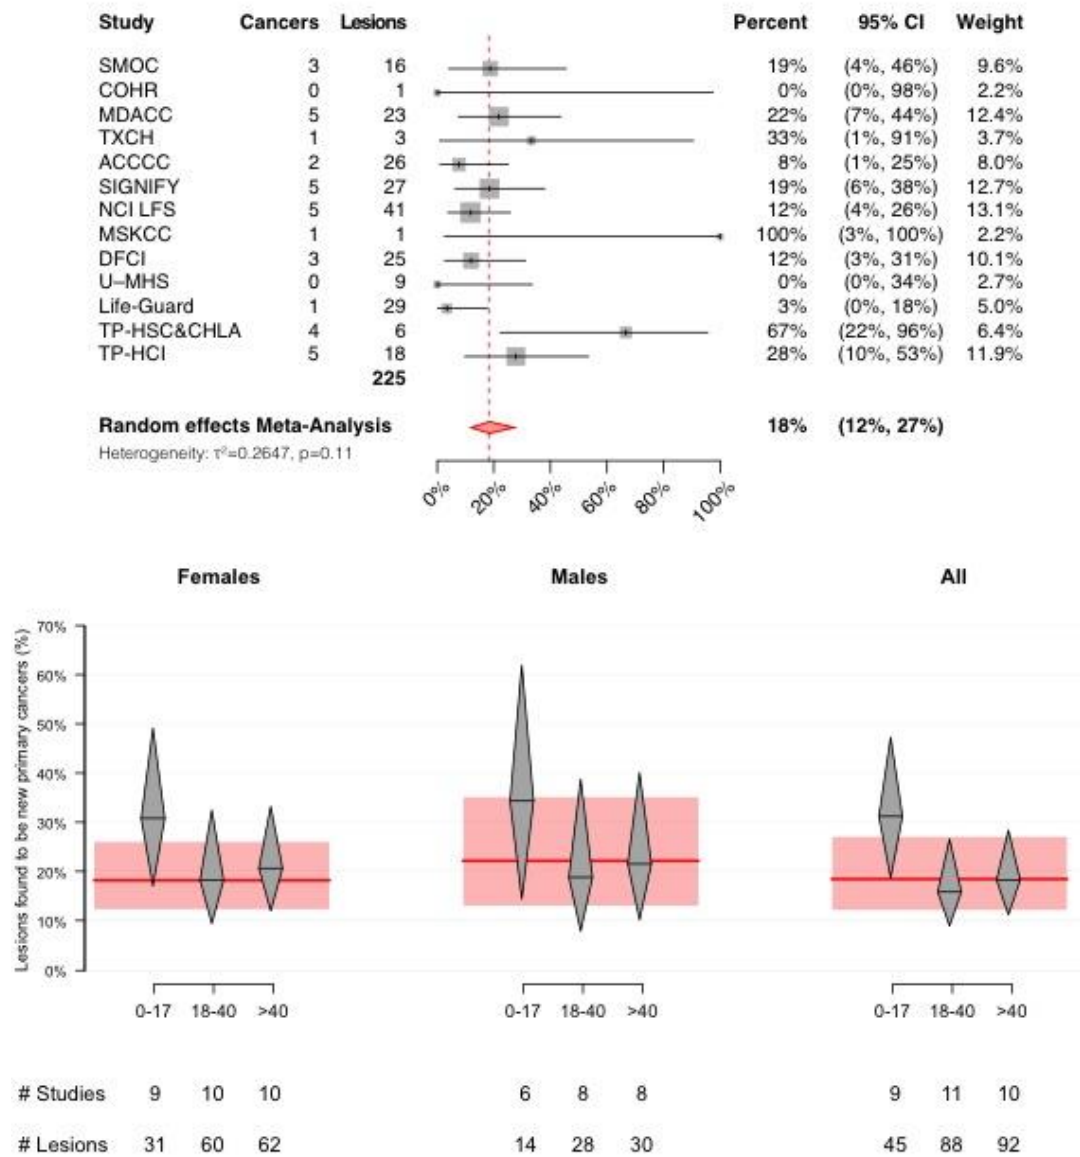 Study Cancers Lesions Percent 95% CI Weight
SMOC 3 16 19% (4%, 46%) 9.6%
COHR 0 1 0% (0%, 98%) 2.2%
MDACC 5 23 22% (7%, 44%) 12.4%
TXCH 1 3 33% (1%, 91%) 3.7%
ACCCC 2 26 8% (1%, 25%) 8.0%
SIGNIFY 5 27 19% (6%, 38%) 12.7%
NCI LFS 5 41 12% (4%, 26%) 13.1%
MSKCC 1 1 100% (3%, 100%) 2.2%
DFCI 3 25 12% (3%, 31%) 10.1%
U–MHS 0 9 0% (0%, 34%) 2.7%
Life-Guard 1 29 3% (0%, 18%) 5.0%
TP-HSC&CHLA 4 6 67% (22%, 96%) 6.4%
TP-HCI 5 18 28% (10%, 53%) 11.9%
225
Random effects Meta-Analysis 18% (12%, 27%)
Heterogeneity: τ²=0.2647, p=0.11
0% 20% 40% 60% 80% 100%
Females Males All
Lesions found to be new primary cancers (%)
70%
60%
50%
40%
30%
20%
10%
0%
0-17 18-40 >40 0-17 18-40 >40 0-17 18-40 >40
# Studies 9 10 10 6 8 8 9 11 10
# Lesions 31 60 62 14 28 30 45 88 92